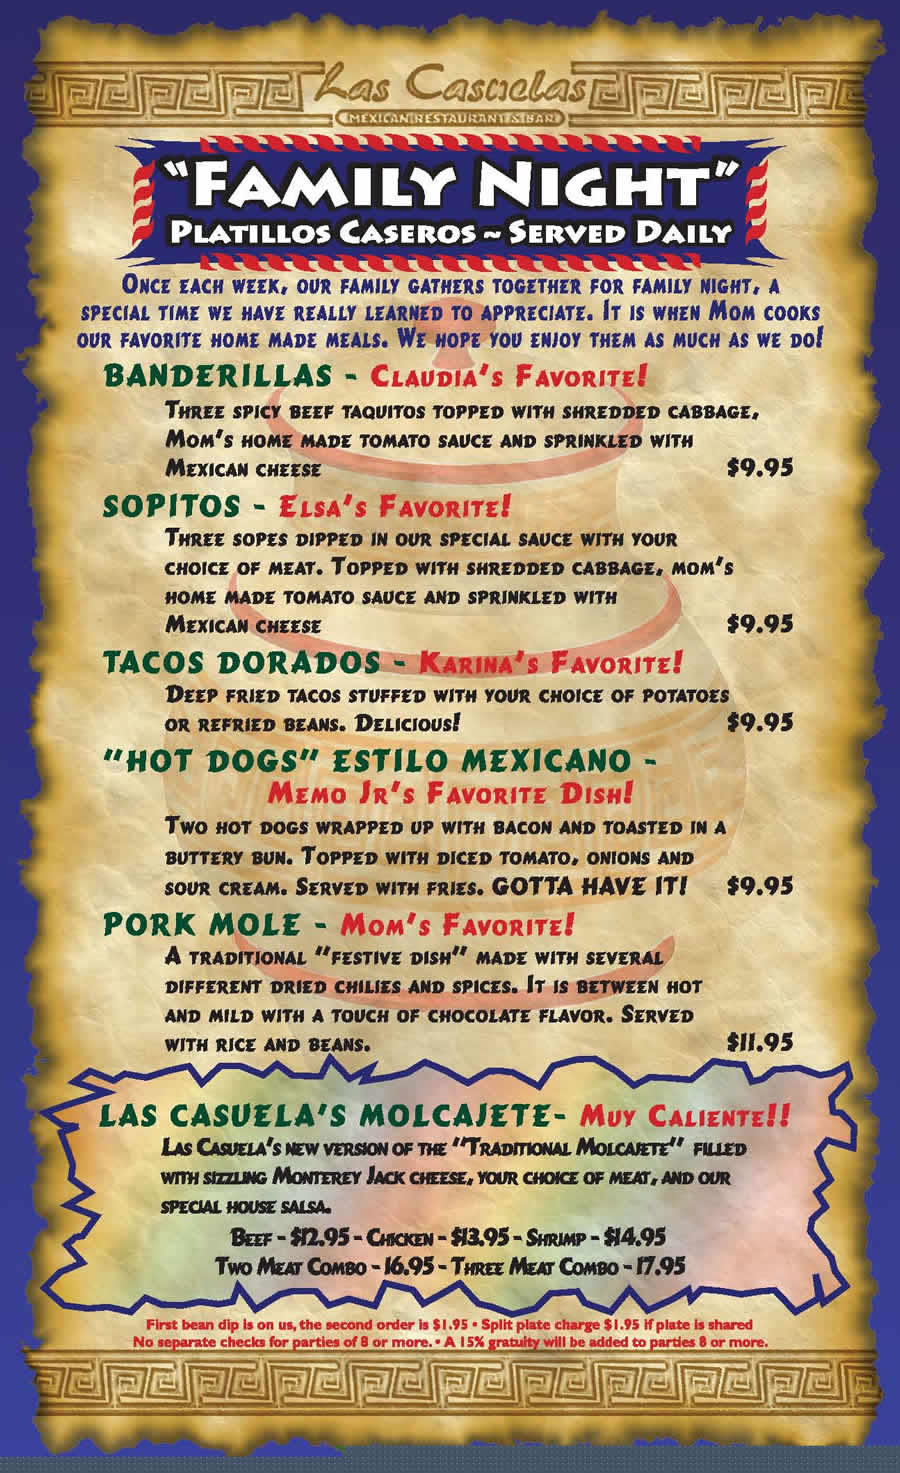 Las Casuelas
MEXICAN RESTAURANT & BAR
"FAMILY NIGHT"
PLATILLOS CASEROS ~ SERVED DAILY
ONCE EACH WEEK, OUR FAMILY GATHERS TOGETHER FOR FAMILY NIGHT, A
SPECIAL TIME WE HAVE REALLY LEARNED TO APPRECIATE. IT IS WHEN MOM COOKS
OUR FAVORITE HOME MADE MEALS. WE HOPE YOU ENJOY THEM AS MUCH AS WE DO!
BANDERILLAS - CLAUDIA'S FAVORITE!
THREE SPICY BEEF TAQUITOS TOPPED WITH SHREDDED CABBAGE,
MOM'S HOME MADE TOMATO SAUCE AND SPRINKLED WITH
MEXICAN CHEESE $9.95
SOPITOS - ELSA'S FAVORITE!
THREE SOPES DIPPED IN OUR SPECIAL SAUCE WITH YOUR
CHOICE OF MEAT. TOPPED WITH SHREDDED CABBAGE, MOM'S
HOME MADE TOMATO SAUCE AND SPRINKLED WITH
MEXICAN CHEESE $9.95
TACOS DORADOS - KARINA'S FAVORITE!
DEEP FRIED TACOS STUFFED WITH YOUR CHOICE OF POTATOES
OR REFRIED BEANS. DELICIOUS! $9.95
"HOT DOGS" ESTILO MEXICANO -
MEMO JR'S FAVORITE DISH!
TWO HOT DOGS WRAPPED UP WITH BACON AND TOASTED IN A
BUTTERY BUN. TOPPED WITH DICED TOMATO, ONIONS AND
SOUR CREAM. SERVED WITH FRIES. GOTTA HAVE IT! $9.95
PORK MOLE - MOM'S FAVORITE!
A TRADITIONAL "FESTIVE DISH" MADE WITH SEVERAL
DIFFERENT DRIED CHILIES AND SPICES. IT IS BETWEEN HOT
AND MILD WITH A TOUCH OF CHOCOLATE FLAVOR. SERVED
WITH RICE AND BEANS. $11.95
LAS CASUELA'S MOLCAJETE- MUY CALIENTE!!
LAS CASUELA'S NEW VERSION OF THE "TRADITIONAL MOLCAJETE" FILLED
WITH SIZZLING MONTEREY JACK CHEESE, YOUR CHOICE OF MEAT, AND OUR
SPECIAL HOUSE SALSA.
BEEF - $12.95 - CHICKEN - $13.95 - SHRIMP - $14.95
TWO MEAT COMBO - 16.95 - THREE MEAT COMBO - 17.95
First bean dip is on us, the second order is $1.95 • Split plate charge $1.95 if plate is shared
No separate checks for parties of 8 or more. • A 15% gratuity will be added to parties 8 or more.